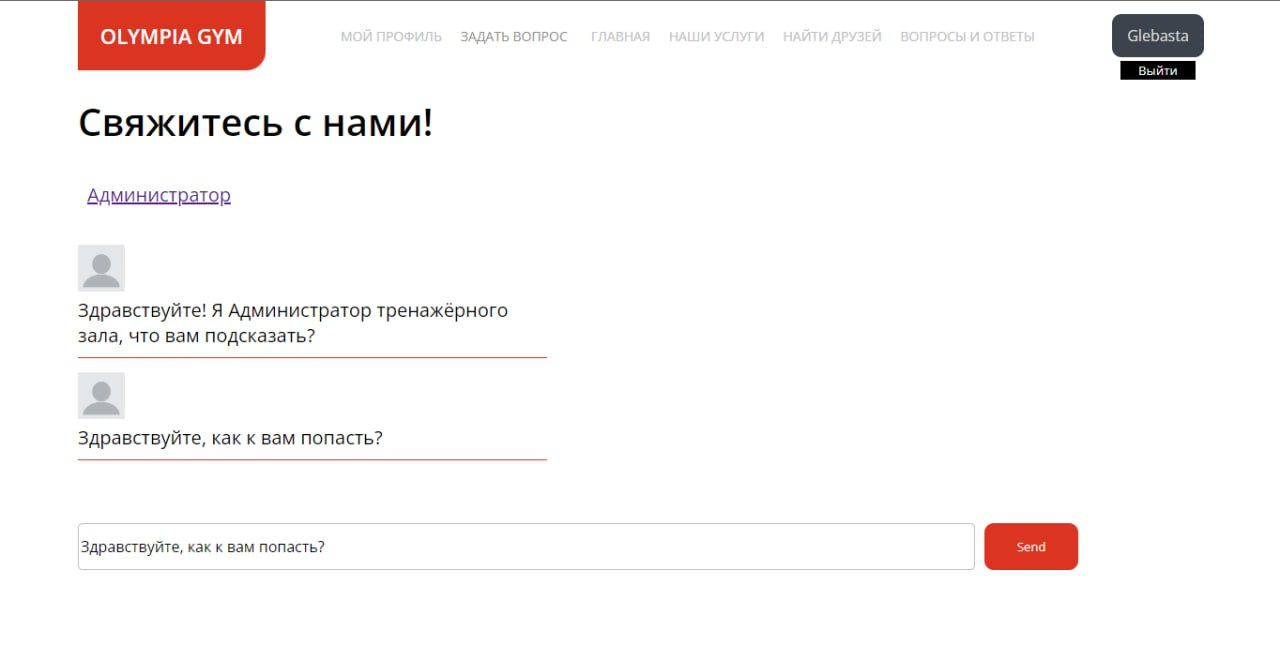 OLYMPIA GYM
МОЙ ПРОФИЛЬ ЗАДАТЬ ВОПРОС ГЛАВНАЯ НАШИ УСЛУГИ НАЙТИ ДРУЗЕЙ ВОПРОСЫ И ОТВЕТЫ
Glebasta
Выйти
Свяжитесь с нами!
Администратор
Здравствуйте! Я Администратор тренажёрного
зала, что вам подсказать?
Здравствуйте, как к вам попасть?
Здравствуйте, как к вам попасть?
Send